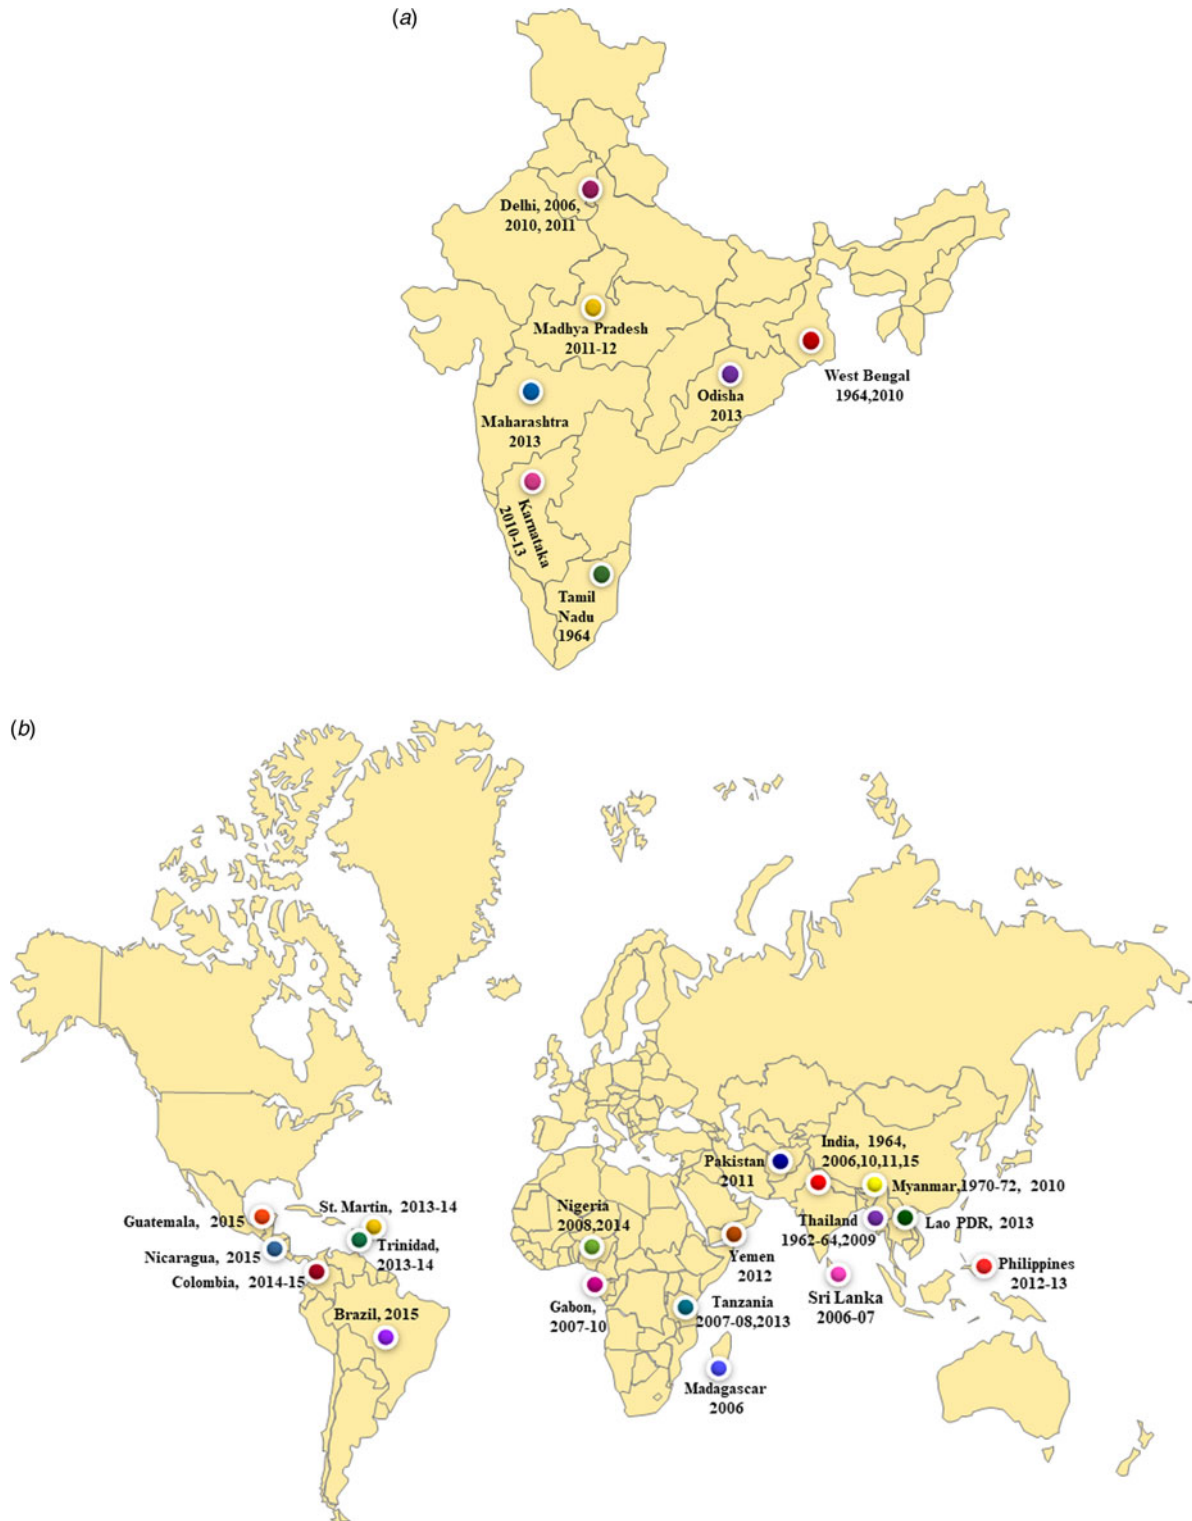 (a)
Delhi, 2006,
2010, 2011
Madhya Pradesh
2011-12
West Bengal
1964,2010
Odisha
2013
Maharashtra
2013
Karnataka
2010-13
Tamil
Nadu
1964
(b)
India, 1964,
2006,10,11,15
Pakistan
2011
Myanmar,1970-72, 2010
St. Martin, 2013-14
Guatemala, 2015
Nigeria
2008,2014
Thailand
1962-64,2009
Lao PDR, 2013
Trinidad,
2013-14
Nicaragua, 2015
Yemen
2012
Philippines
2012-13
Colombia, 2014-15
Sri Lanka
2006-07
Gabon,
2007-10
Tanzania
2007-08,2013
Brazil, 2015
Madagascar
2006